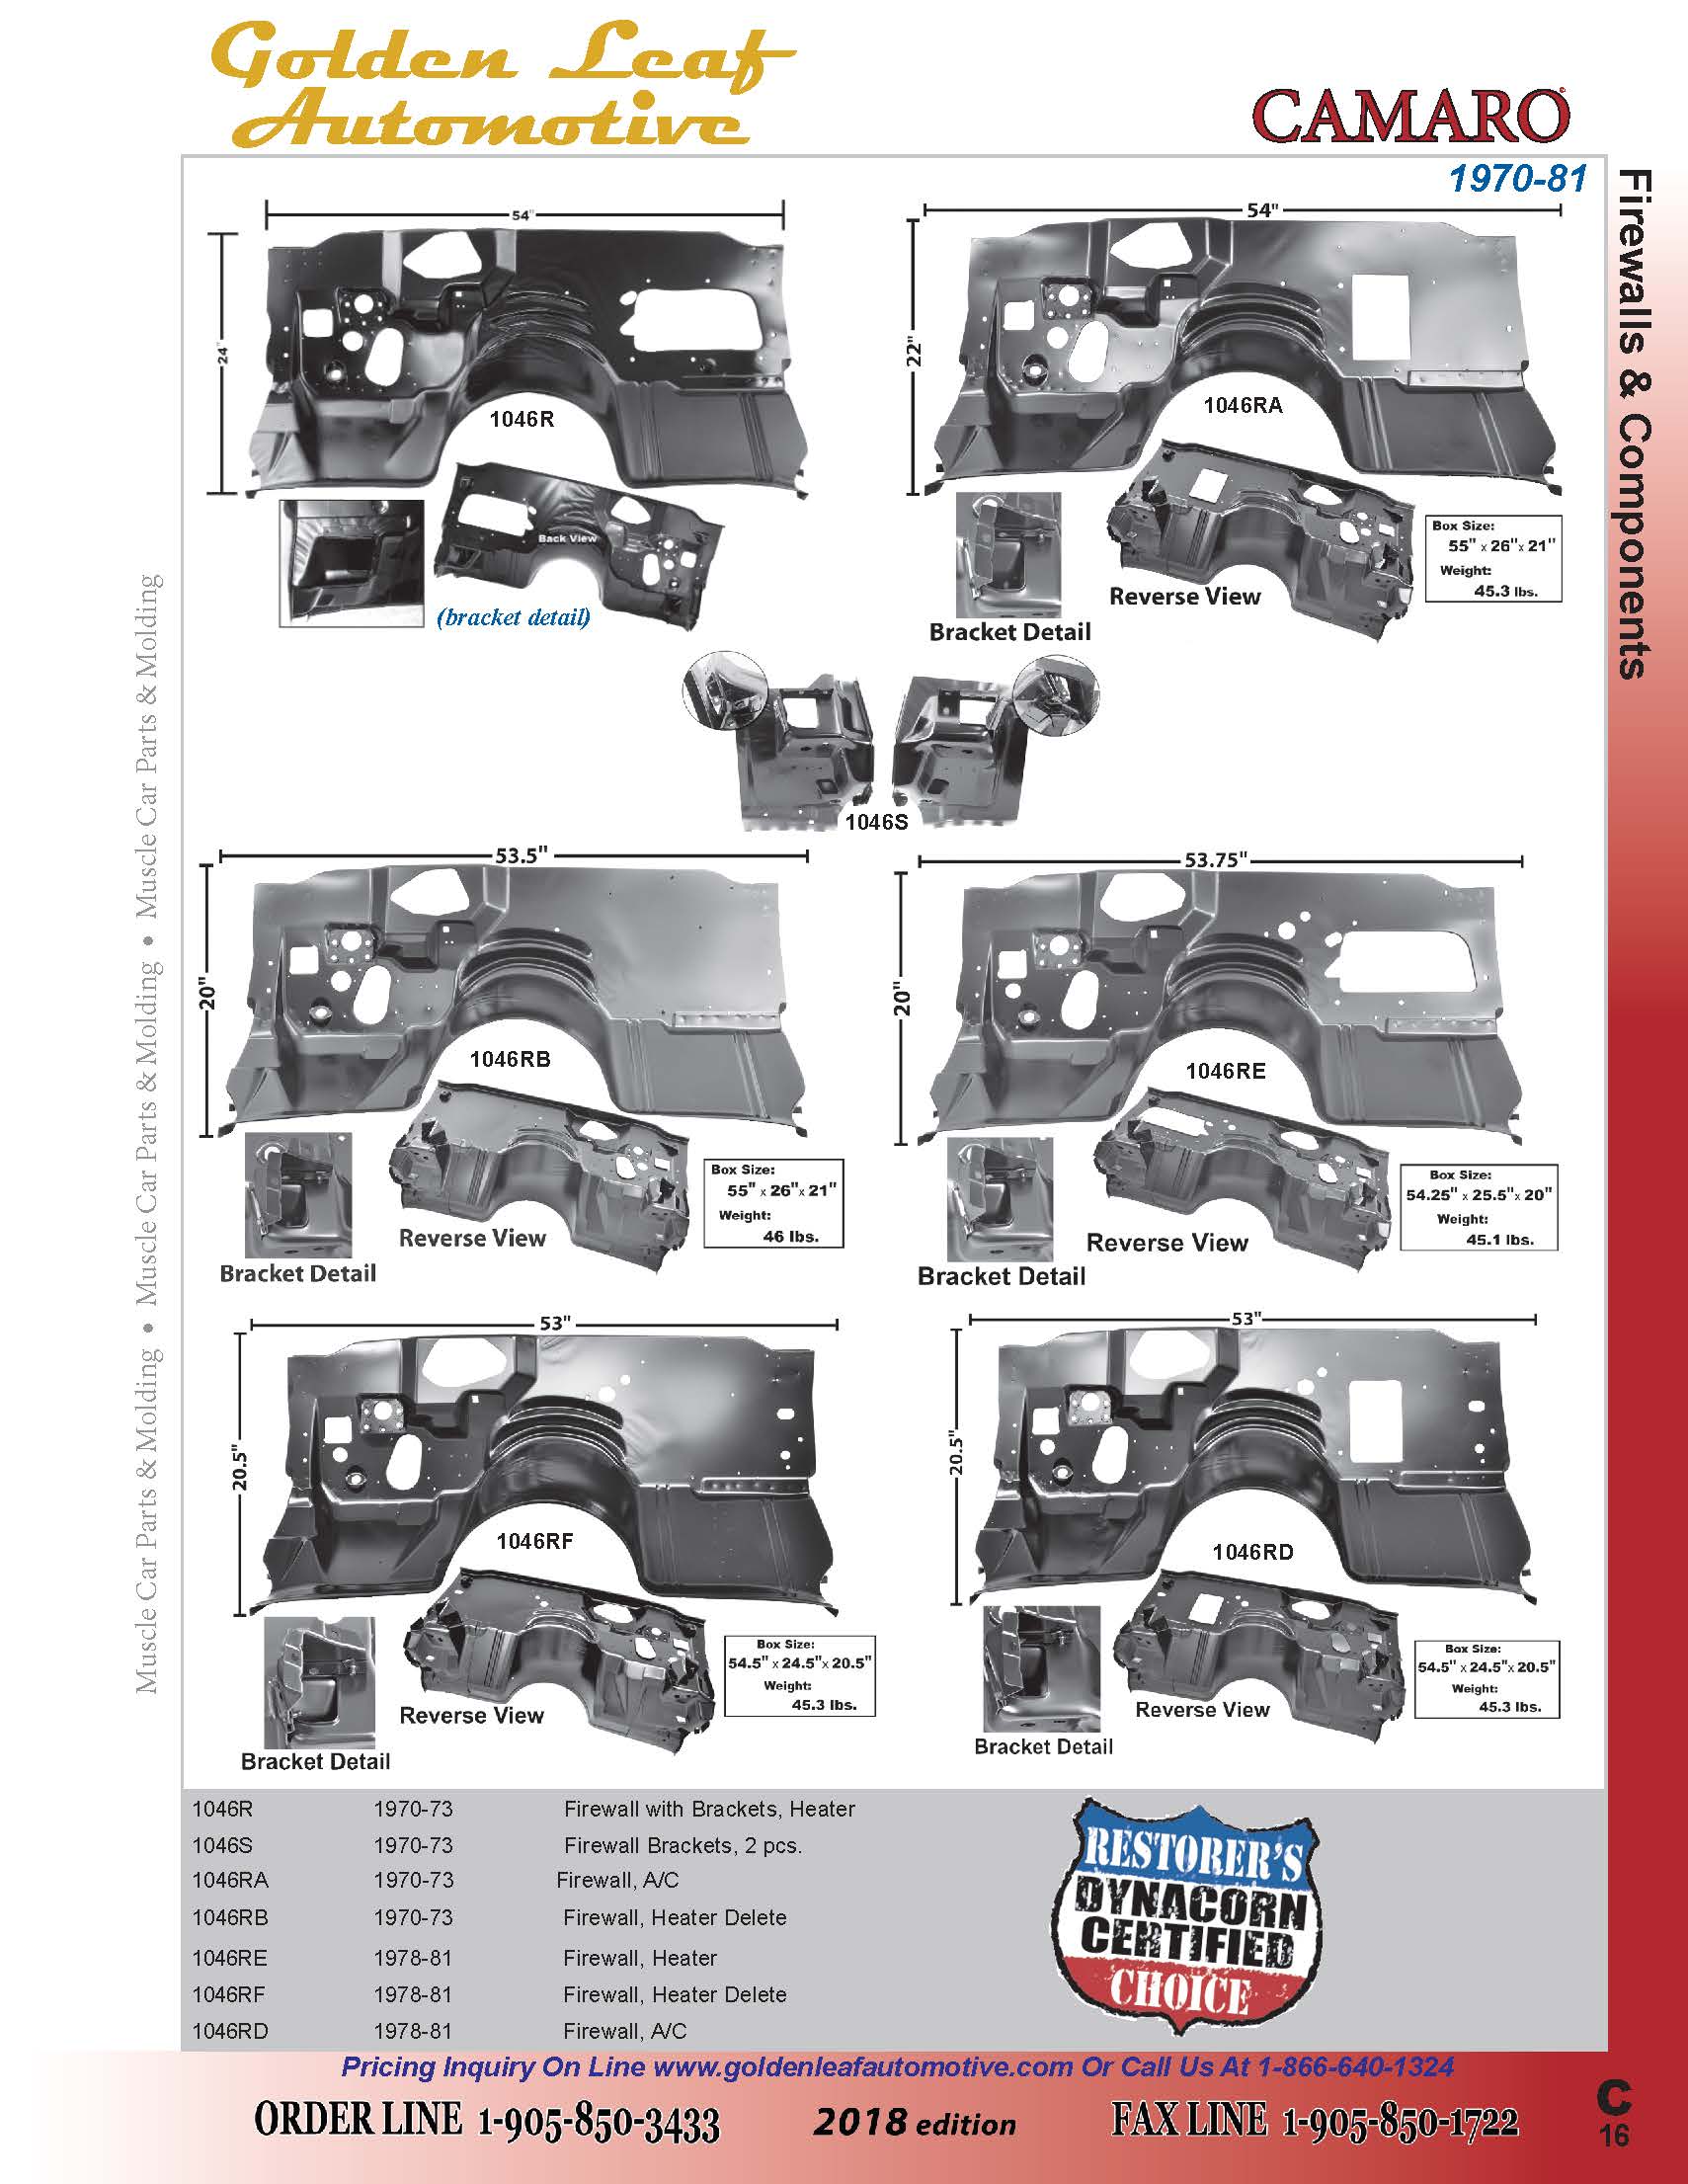 Golden Leaf
Automotive
CAMARO
1970-81
Firewalls & Components
Muscle Car Parts & Molding • Muscle Car Parts & Molding • Muscle Car Parts & Molding
54"
24"
1046R
Back View
(bracket detail)
54"
22"
1046RA
Reverse View
Bracket Detail
Box Size:
55" x 26"x 21"
Weight:
45.3 lbs.
1046S
53.5"
20"
1046RB
Reverse View
Bracket Detail
Box Size:
55" x 26"x 21"
Weight:
46 lbs.
53.75"
20"
1046RE
Reverse View
Bracket Detail
Box Size:
54.25" x 25.5"x 20"
Weight:
45.1 lbs.
53"
20.5"
1046RF
Reverse View
Bracket Detail
Box Size:
54.5" x 24.5"x 20.5"
Weight:
45.3 lbs.
53"
20.5"
1046RD
Reverse View
Bracket Detail
Box Size:
54.5" x 24.5"x 20.5"
Weight:
45.3 lbs.
1046R 1970-73 Firewall with Brackets, Heater
1046S 1970-73 Firewall Brackets, 2 pcs.
1046RA 1970-73 Firewall, A/C
1046RB 1970-73 Firewall, Heater Delete
1046RE 1978-81 Firewall, Heater
1046RF 1978-81 Firewall, Heater Delete
1046RD 1978-81 Firewall, A/C
RESTORER'S
DYNACORN
CERTIFIED
CHOICE
Pricing Inquiry On Line www.goldenleafautomotive.com Or Call Us At 1-866-640-1324
ORDER LINE 1-905-850-3433 2018 edition FAX LINE 1-905-850-1722
C
16